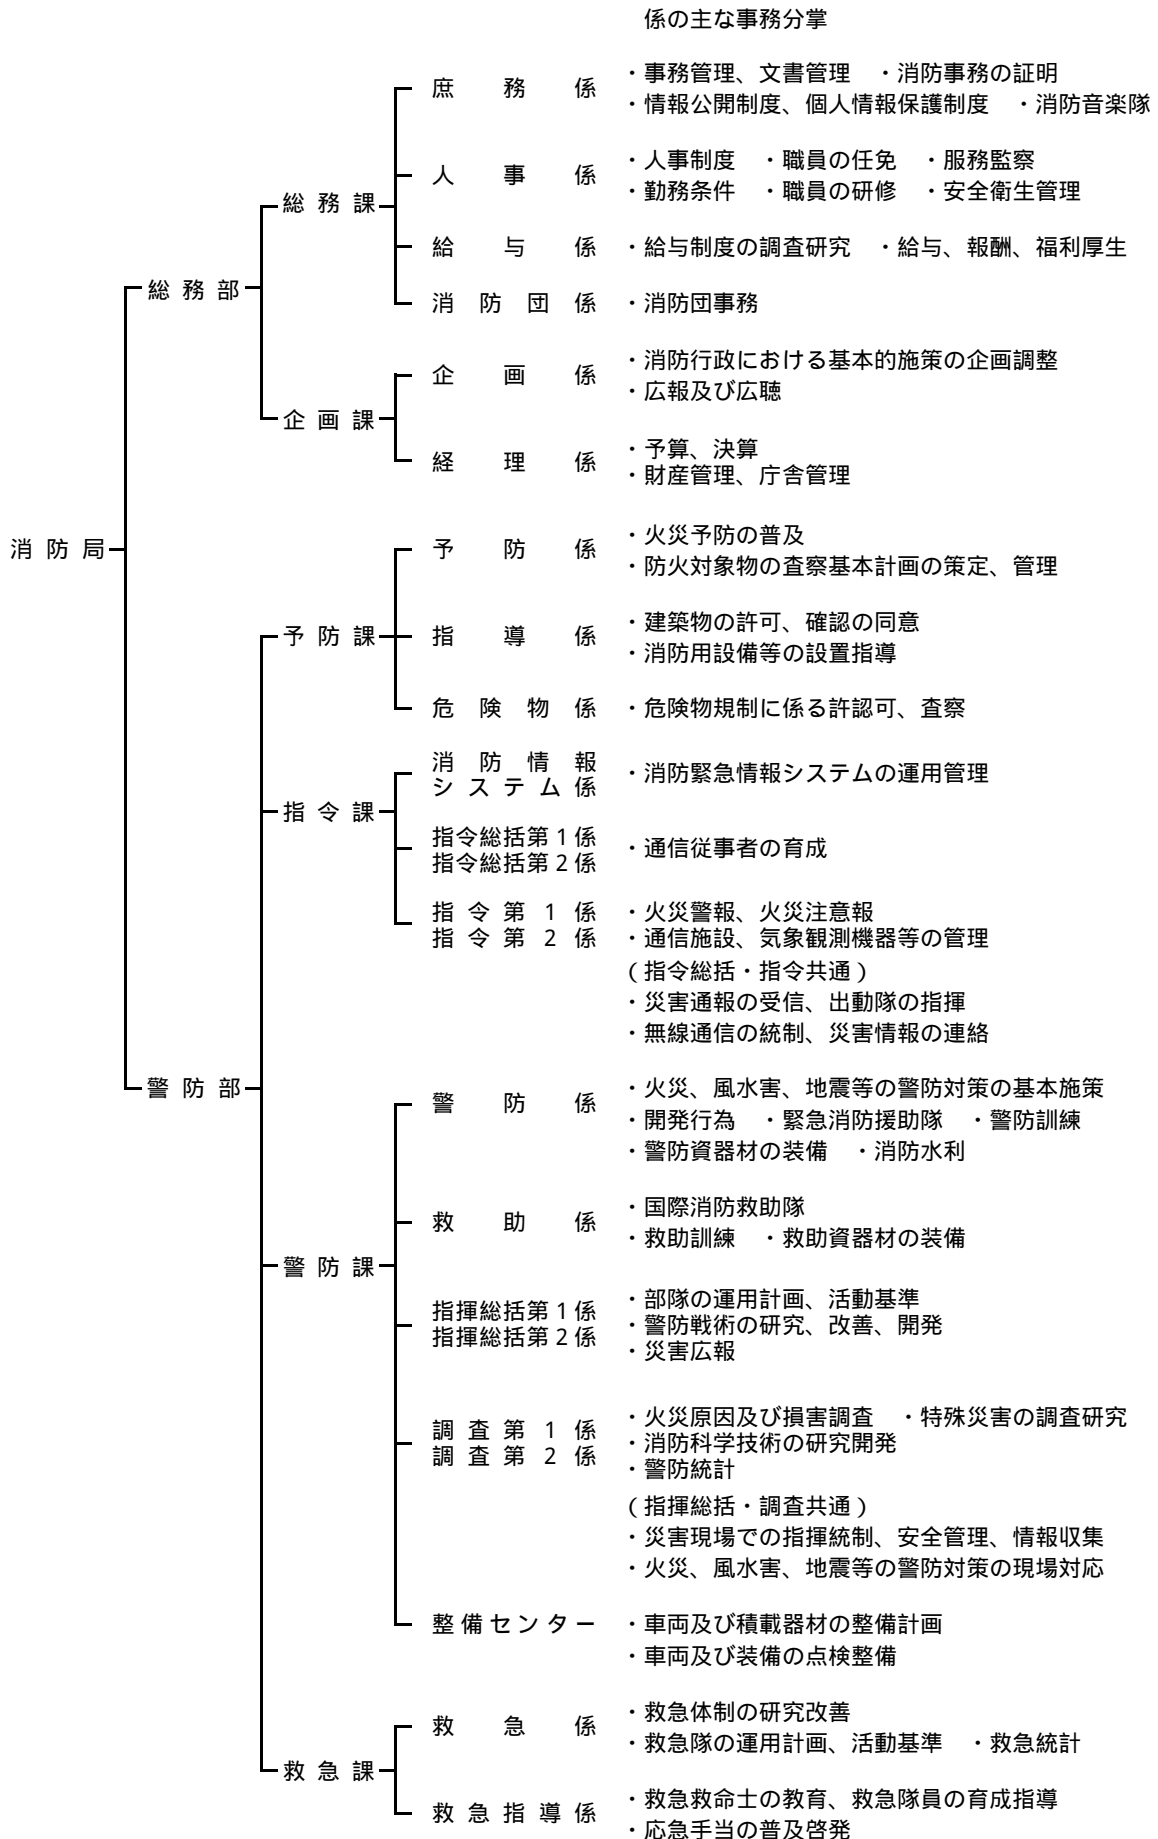 係の主な事務分掌
消防局
総務部
総務課
庶務係
・事務管理、文書管理　・消防事務の証明
・情報公開制度、個人情報保護制度　・消防音楽隊
人事係
・人事制度　・職員の任免　・服務監察
・勤務条件　・職員の研修　・安全衛生管理
給与係
・給与制度の調査研究　・給与、報酬、福利厚生
消防団係
・消防団事務
企画課
企画係
・消防行政における基本的施策の企画調整
・広報及び広聴
経理係
・予算、決算
・財産管理、庁舎管理
警防部
予防課
予防係
・火災予防の普及
・防火対象物の査察基本計画の策定、管理
指導係
・建築物の許可、確認の同意
・消防用設備等の設置指導
危険物係
・危険物規制に係る許認可、査察
指令課
消防情報
システム係
・消防緊急情報システムの運用管理
指令総括第1係
指令総括第2係
・通信従事者の育成
指令第1係
指令第2係
・火災警報、火災注意報
・通信施設、気象観測機器等の管理
（指令総括・指令共通）
・災害通報の受信、出動隊の指揮
・無線通信の統制、災害情報の連絡
警防課
警防係
・火災、風水害、地震等の警防対策の基本施策
・開発行為　・緊急消防援助隊　・警防訓練
・警防資器材の装備　・消防水利
救助係
・国際消防救助隊
・救助訓練　・救助資器材の装備
指揮総括第1係
指揮総括第2係
・部隊の運用計画、活動基準
・警防戦術の研究、改善、開発
・災害広報
調査第1係
調査第2係
・火災原因及び損害調査　・特殊災害の調査研究
・消防科学技術の研究開発
・警防統計
（指揮総括・調査共通）
・災害現場での指揮統制、安全管理、情報収集
・火災、風水害、地震等の警防対策の現場対応
整備センター
・車両及び積載器材の整備計画
・車両及び装備の点検整備
救急課
救急係
・救急体制の研究改善
・救急隊の運用計画、活動基準　・救急統計
救急指導係
・救急救命士の教育、救急隊員の育成指導
・応急手当の普及啓発